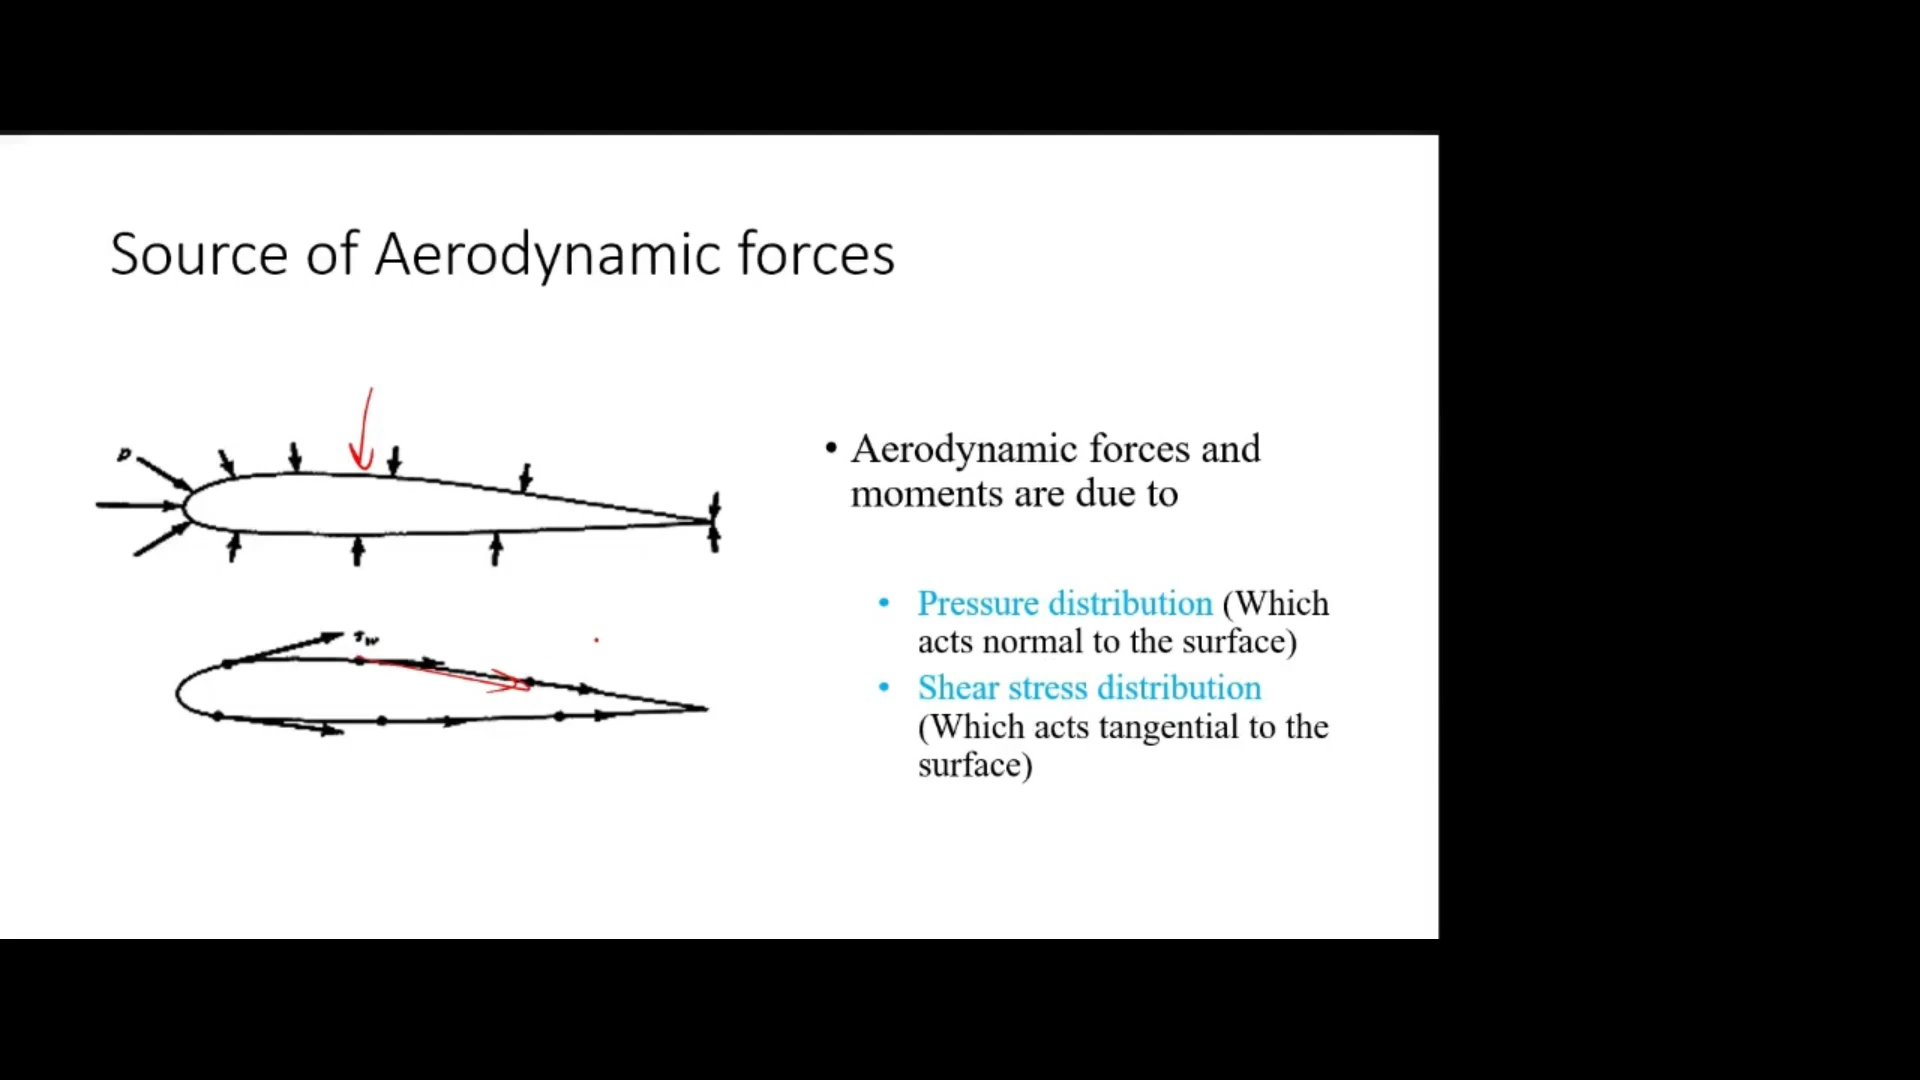 Source of Aerodynamic forces
p
τw
• Aerodynamic forces and
moments are due to
• Pressure distribution (Which
acts normal to the surface)
• Shear stress distribution
(Which acts tangential to the
surface)